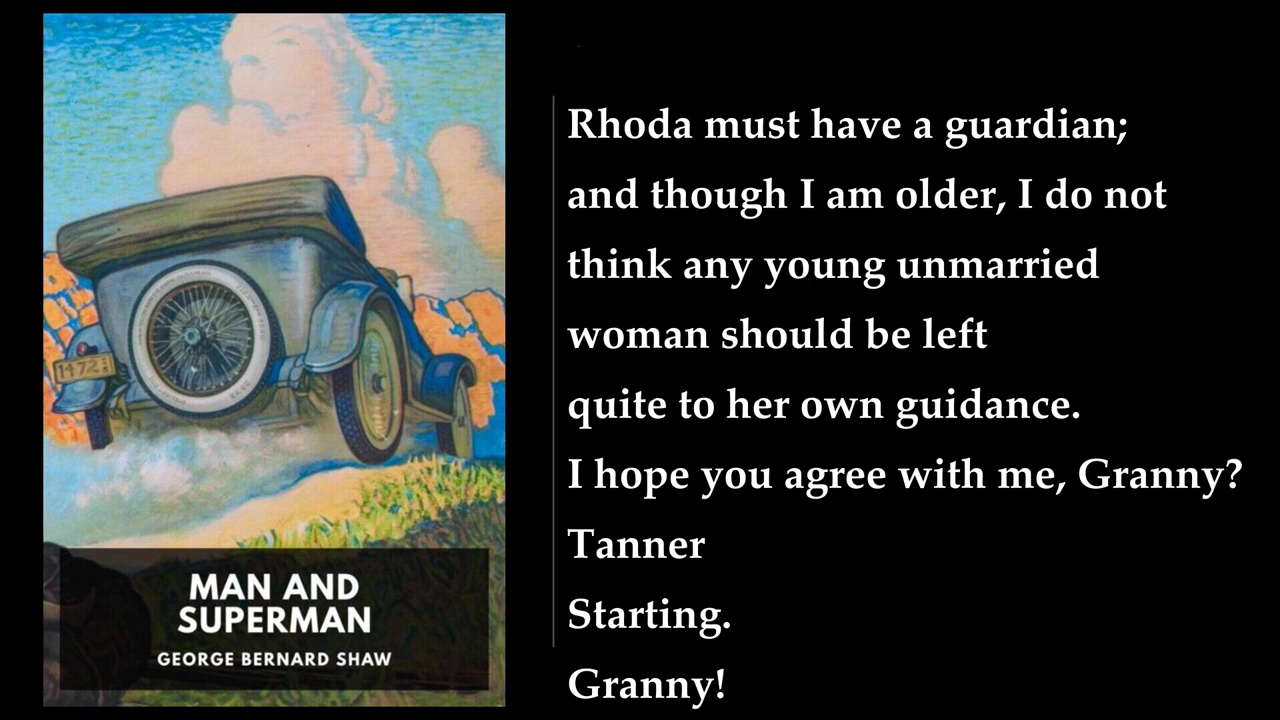 1472
MAN AND
SUPERMAN
GEORGE BERNARD SHAW
Rhoda must have a guardian;
and though I am older, I do not
think any young unmarried
woman should be left
quite to her own guidance.
I hope you agree with me, Granny?
Tanner
Starting.
Granny!